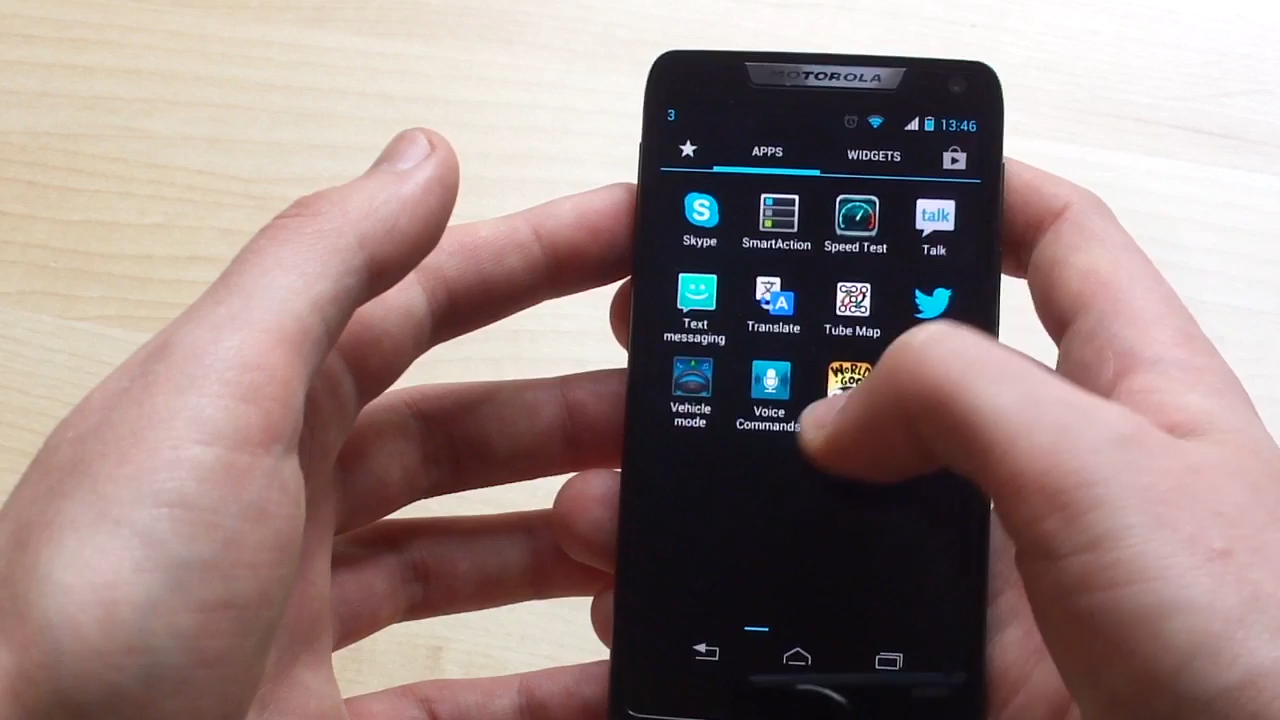 MOTOROLA
3
13:46
APPS
WIDGETS
Skype
SmartAction
Speed Test
talk
Talk
Text
messaging
Translate
Tube Map
Vehicle
mode
Voice
Commands
WORLD